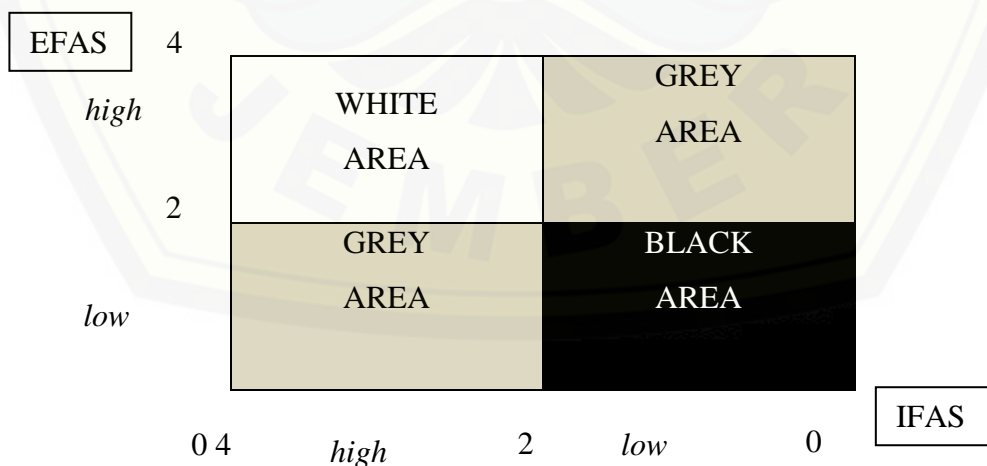 EFAS
4
GREY
WHITE
high
AREA
AREA
2
GREY
BLACK
AREA
AREA
low
IFAS
0 4
high
2
low
0
JEMBER